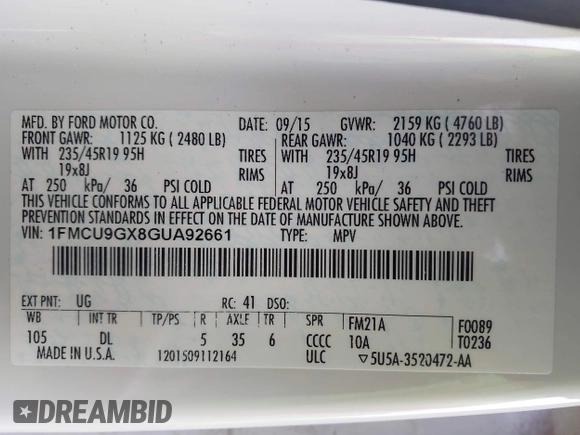 MFD. BY FORD MOTOR CO. DATE: 09/15 GVWR: 2159 KG ( 4760 LB)
FRONT GAWR: 1125 KG ( 2480 LB) REAR GAWR: 1040 KG ( 2293 LB)
WITH 235/45R19 95H TIRES WITH 235/45R19 95H TIRES
19x8J RIMS 19x8J RIMS
AT 250 kPa/ 36 PSI COLD AT 250 kPa/ 36 PSI COLD
THIS VEHICLE CONFORMS TO ALL APPLICABLE FEDERAL MOTOR VEHICLE SAFETY AND THEFT
PREVENTION STANDARDS IN EFFECT ON THE DATE OF MANUFACTURE SHOWN ABOVE.
VIN: 1FMCU9GX8GUA92661 TYPE: MPV
EXT PNT: UG RC: 41 DSO:
WB INT TR TP/PS R AXLE TR SPR FM21A F0089
105 DL 5 35 6 CCCC 10A T0236
MADE IN U.S.A. 1201509112164 ULC ▽5U5A-3520472-AA
DREAMBID